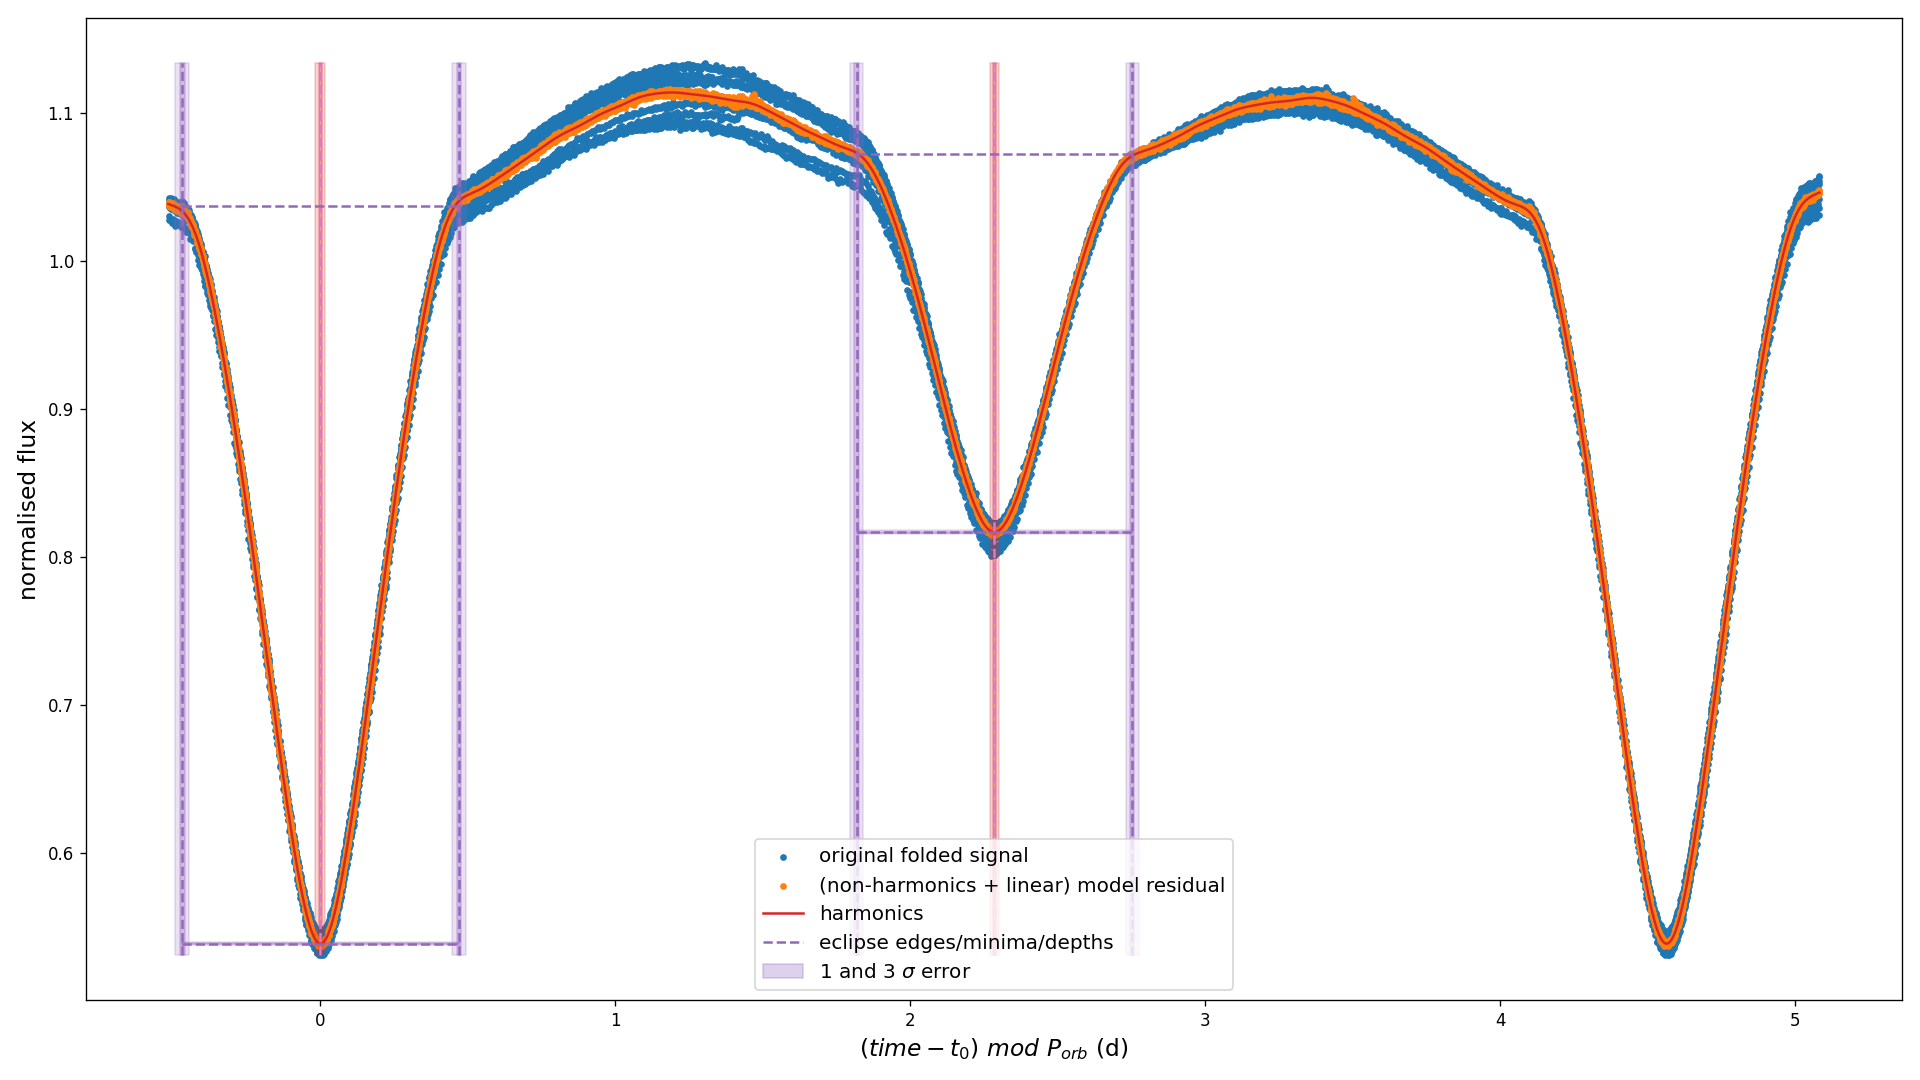 normalised flux
1.1
1.0
0.9
0.8
0.7
0.6
original folded signal
(non-harmonics + linear) model residual
harmonics
eclipse edges/minima/depths
1 and 3 σ error
0 1 2 3 4 5
(time − t₀) mod Pₒᵣb (d)